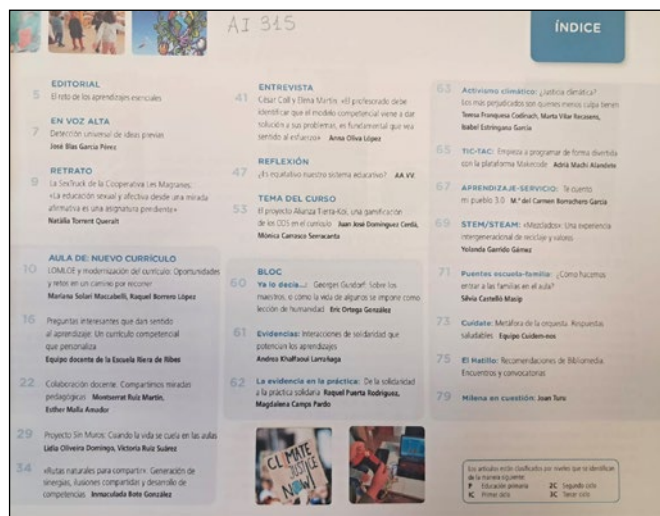 AI 315
ÍNDICE
EDITORIAL
5 El reto de los aprendizajes esenciales
EN VOZ ALTA
7 Detección universal de ideas previas
José Blas García Pérez
RETRATO
9 La SexTruck de la Cooperativa Les Magranes:
«La educación sexual y afectiva desde una mirada
afirmativa es una asignatura pendiente»
Natàlia Torrent Queralt
AULA DE: NUEVO CURRÍCULO
10 LOMLOE y modernización del currículo: Oportunidades
y retos en un camino por recorrer
Mariana Solari Maccabelli, Raquel Borrero López
16 Preguntas interesantes que dan sentido
al aprendizaje. Un currículo competencial
que personaliza
Equipo docente de la Escuela Riera de Ribes
22 Colaboración docente: Compartimos miradas
pedagógicas Montserrat Ruiz Martín,
Esther Malla Amador
29 Proyecto Sin Muros: Cuando la vida se cuela en las aulas
Lidia Oliveira Domingo, Victoria Ruiz Suárez
34 «Rutas naturales para compartir»: Generación de
sinergias, ilusiones compartidas y desarrollo de
competencias Inmaculada Bote González
ENTREVISTA
41 César Coll y Elena Martín: «El profesorado debe
identificar que el modelo competencial viene a dar
solución a sus problemas, es fundamental que vea
sentido al esfuerzo» Anna Oliva López
REFLEXIÓN
47 ¿Es equitativo nuestro sistema educativo? AA.VV.
TEMA DEL CURSO
53 El proyecto Alianza Tierra-Koi, una gamificación
de los ODS en el currículo Juan José Domínguez Cerdá,
Mónica Carrasco Serracanta
BLOC
60 Ya lo decía...: Georges Gusdorf: Sobre los
maestros, o cómo la vida de algunos se impone como
lección de humanidad Eric Ortega González
61 Evidencias: Interacciones de solidaridad que
potencian los aprendizajes
Andrea Khalfaoui Larrañaga
62 La evidencia en la práctica: De la solidaridad
a la práctica solidaria Raquel Puerta Rodríguez,
Magdalena Camps Pardo
CLIMATE
JUSTICE
NOW!
63 Activismo climático: ¿Justicia climática?
Los más perjudicados son quienes menos culpa tienen
Teresa Franquesa Codinach, Marta Vilar Recasens,
Isabel Estringana García
65 TIC-TAC: Empieza a programar de forma divertida
con la plataforma Makecode Adrià Machi Alandete
67 APRENDIZAJE-SERVICIO: Te cuento
mi pueblo 3.0 M.ª del Carmen Borrachero García
69 STEM/STEAM: «Mezclados»: Una experiencia
intergeneracional de reciclaje y valores
Yolanda Garrido Gámez
71 Puentes escuela-familia: ¿Cómo hacemos
entrar a las familias en el aula?
Sílvia Castelló Masip
73 Cuídate: Metáfora de la orquesta. Respuestas
saludables Equipo Cuidem-nos
75 El Hatillo: Recomendaciones de Bibliomedia.
Encuentros y convocatorias
79 Milena en cuestión: Joan Turu
Los artículos están clasificados por niveles que se identifican
de la manera siguiente:
P Educación primaria 2C Segundo ciclo
1C Primer ciclo 3C Tercer ciclo